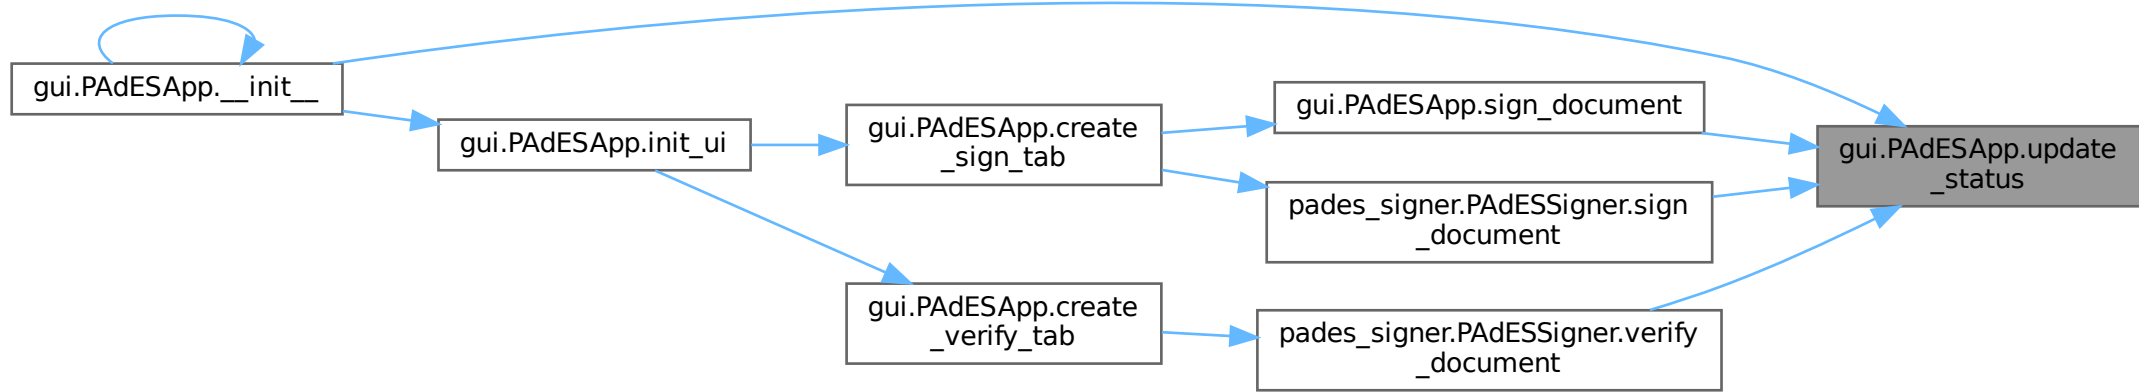 gui.PAdESApp.__init__
gui.PAdESApp.init_ui
gui.PAdESApp.create
_sign_tab
gui.PAdESApp.create
_verify_tab
gui.PAdESApp.sign_document
pades_signer.PAdESSigner.sign
_document
pades_signer.PAdESSigner.verify
_document
gui.PAdESApp.update
_status